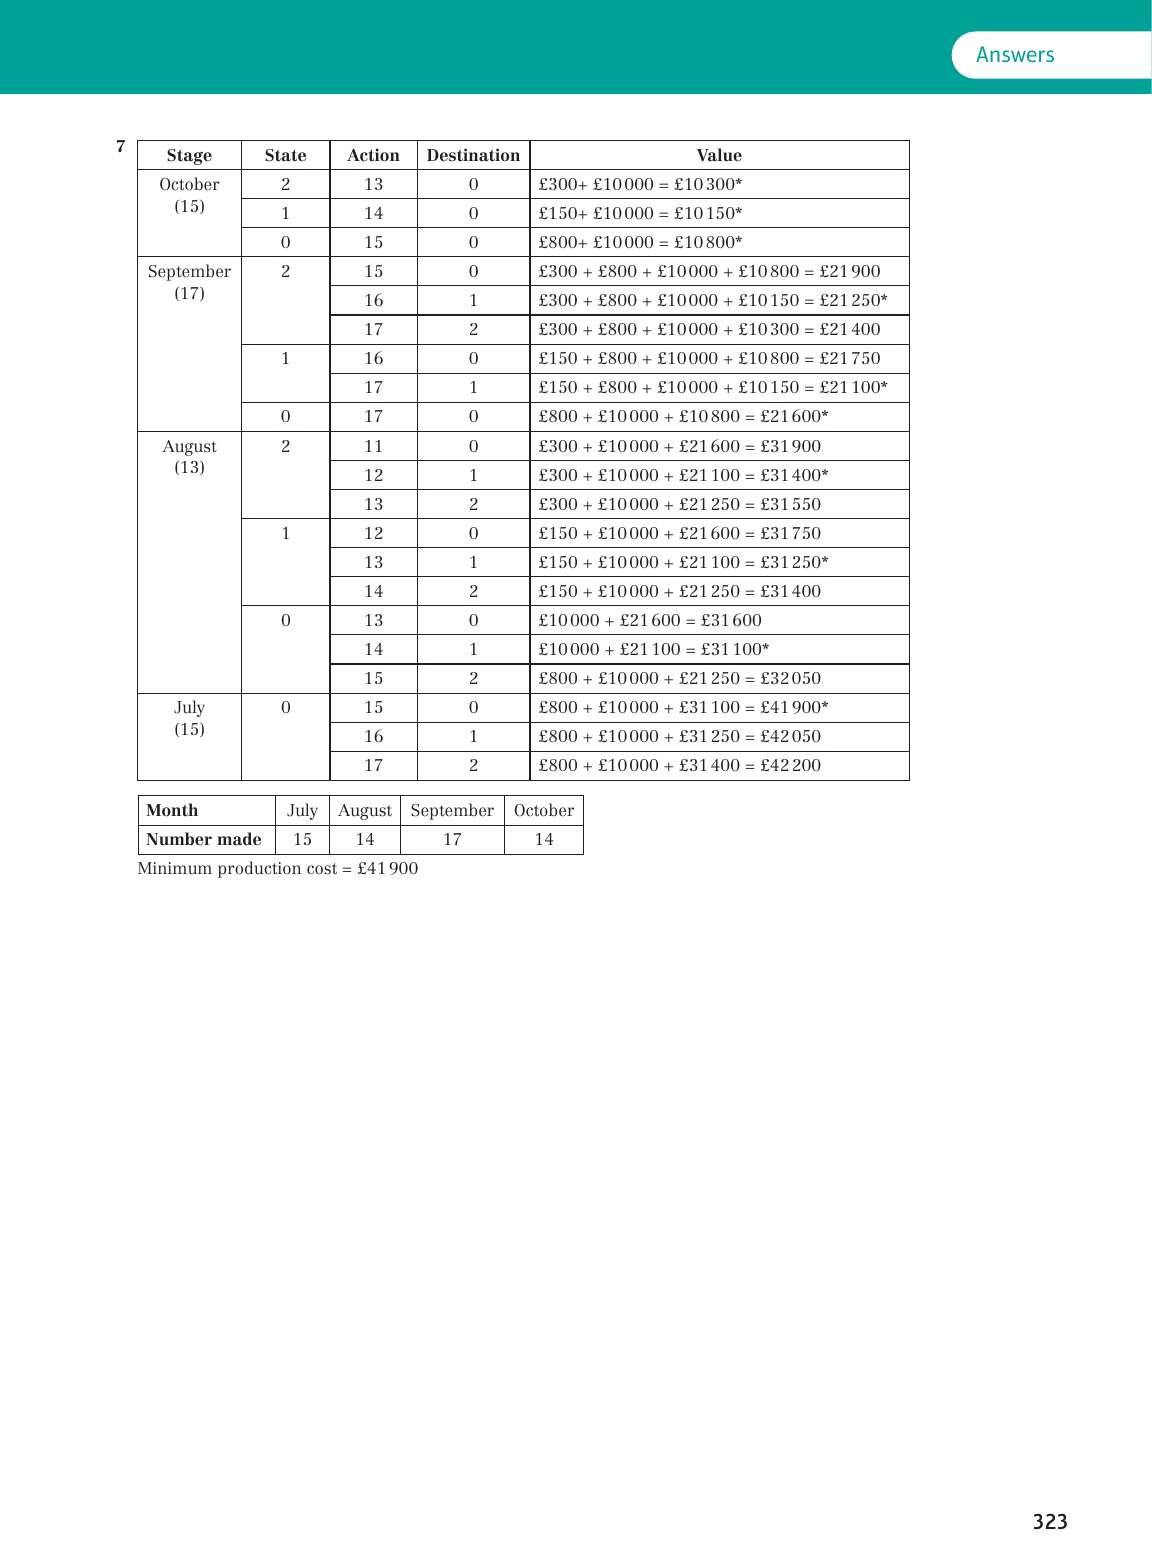 Answers
7
Stage State Action Destination Value
October (15) 2 13 0 £300+ £10 000 = £10 300*
1 14 0 £150+ £10 000 = £10 150*
0 15 0 £800+ £10 000 = £10 800*
September (17) 2 15 0 £300 + £800 + £10 000 + £10 800 = £21 900
16 1 £300 + £800 + £10 000 + £10 150 = £21 250*
17 2 £300 + £800 + £10 000 + £10 300 = £21 400
1 16 0 £150 + £800 + £10 000 + £10 800 = £21 750
17 1 £150 + £800 + £10 000 + £10 150 = £21 100*
0 17 0 £800 + £10 000 + £10 800 = £21 600*
August (13) 2 11 0 £300 + £10 000 + £21 600 = £31 900
12 1 £300 + £10 000 + £21 100 = £31 400*
13 2 £300 + £10 000 + £21 250 = £31 550
1 12 0 £150 + £10 000 + £21 600 = £31 750
13 1 £150 + £10 000 + £21 100 = £31 250*
14 2 £150 + £10 000 + £21 250 = £31 400
0 13 0 £10 000 + £21 600 = £31 600
14 1 £10 000 + £21 100 = £31 100*
15 2 £800 + £10 000 + £21 250 = £32 050
July (15) 0 15 0 £800 + £10 000 + £31 100 = £41 900*
16 1 £800 + £10 000 + £31 250 = £42 050
17 2 £800 + £10 000 + £31 400 = £42 200
Month July August September October
Number made 15 14 17 14
Minimum production cost = £41 900
323